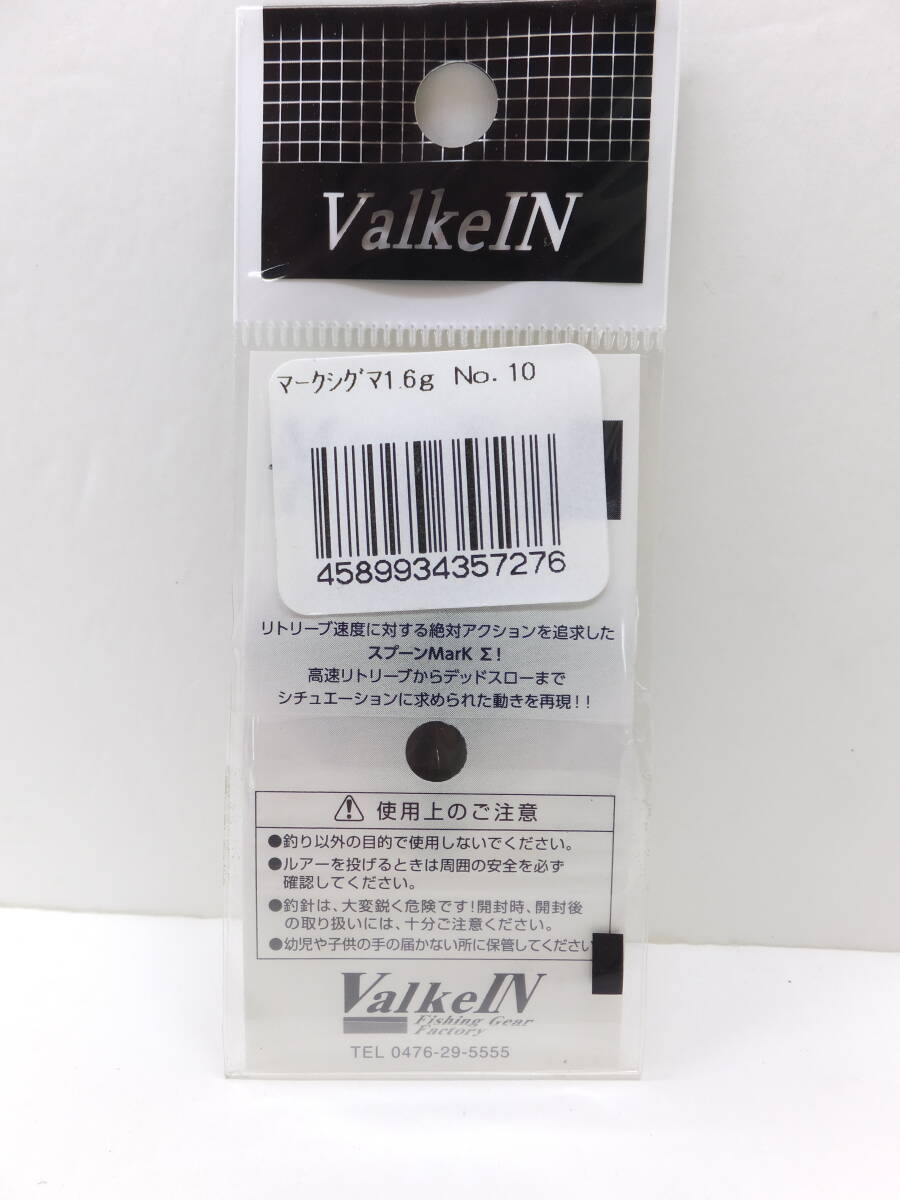 ValkeIN
マークシグマ1.6g No.10
4589934357276
リトリーブ速度に対する絶対アクションを追求した
スプーンMarK Σ!
高速リトリーブからデッドスローまで
シチュエーションに求められた動きを再現!!
使用上のご注意
●釣り以外の目的で使用しないでください。
●ルアーを投げるときは周囲の安全を必ず
確認してください。
●釣針は、大変鋭く危険です!開封時、開封後
の取り扱いには、十分ご注意ください。
●幼児や子供の手の届かない所に保管してください
ValkeIN
Fishing Gear
Factory
TEL 0476-29-5555